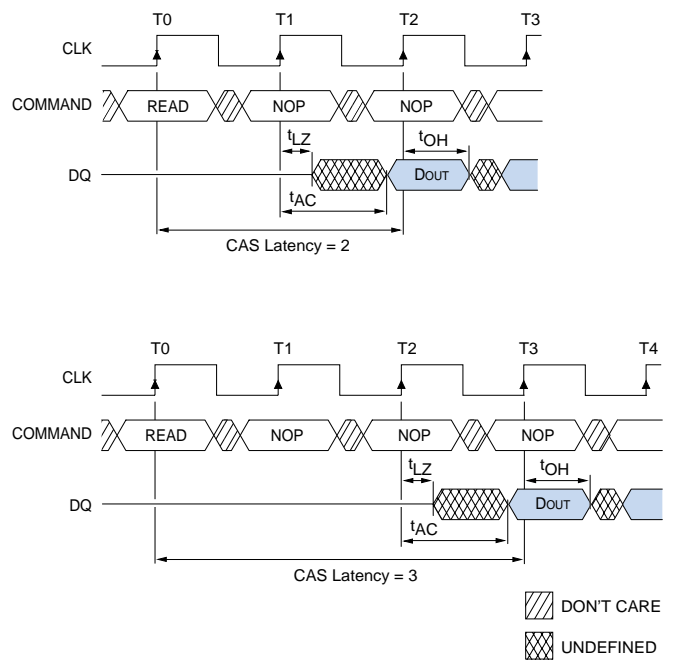 T0 T1 T2 T3
CLK
COMMAND READ NOP NOP
tLZ tOH
DQ DOUT
tAC
CAS Latency = 2
T0 T1 T2 T3 T4
CLK
COMMAND READ NOP NOP NOP
tLZ tOH
DQ DOUT
tAC
CAS Latency = 3
DON'T CARE
UNDEFINED